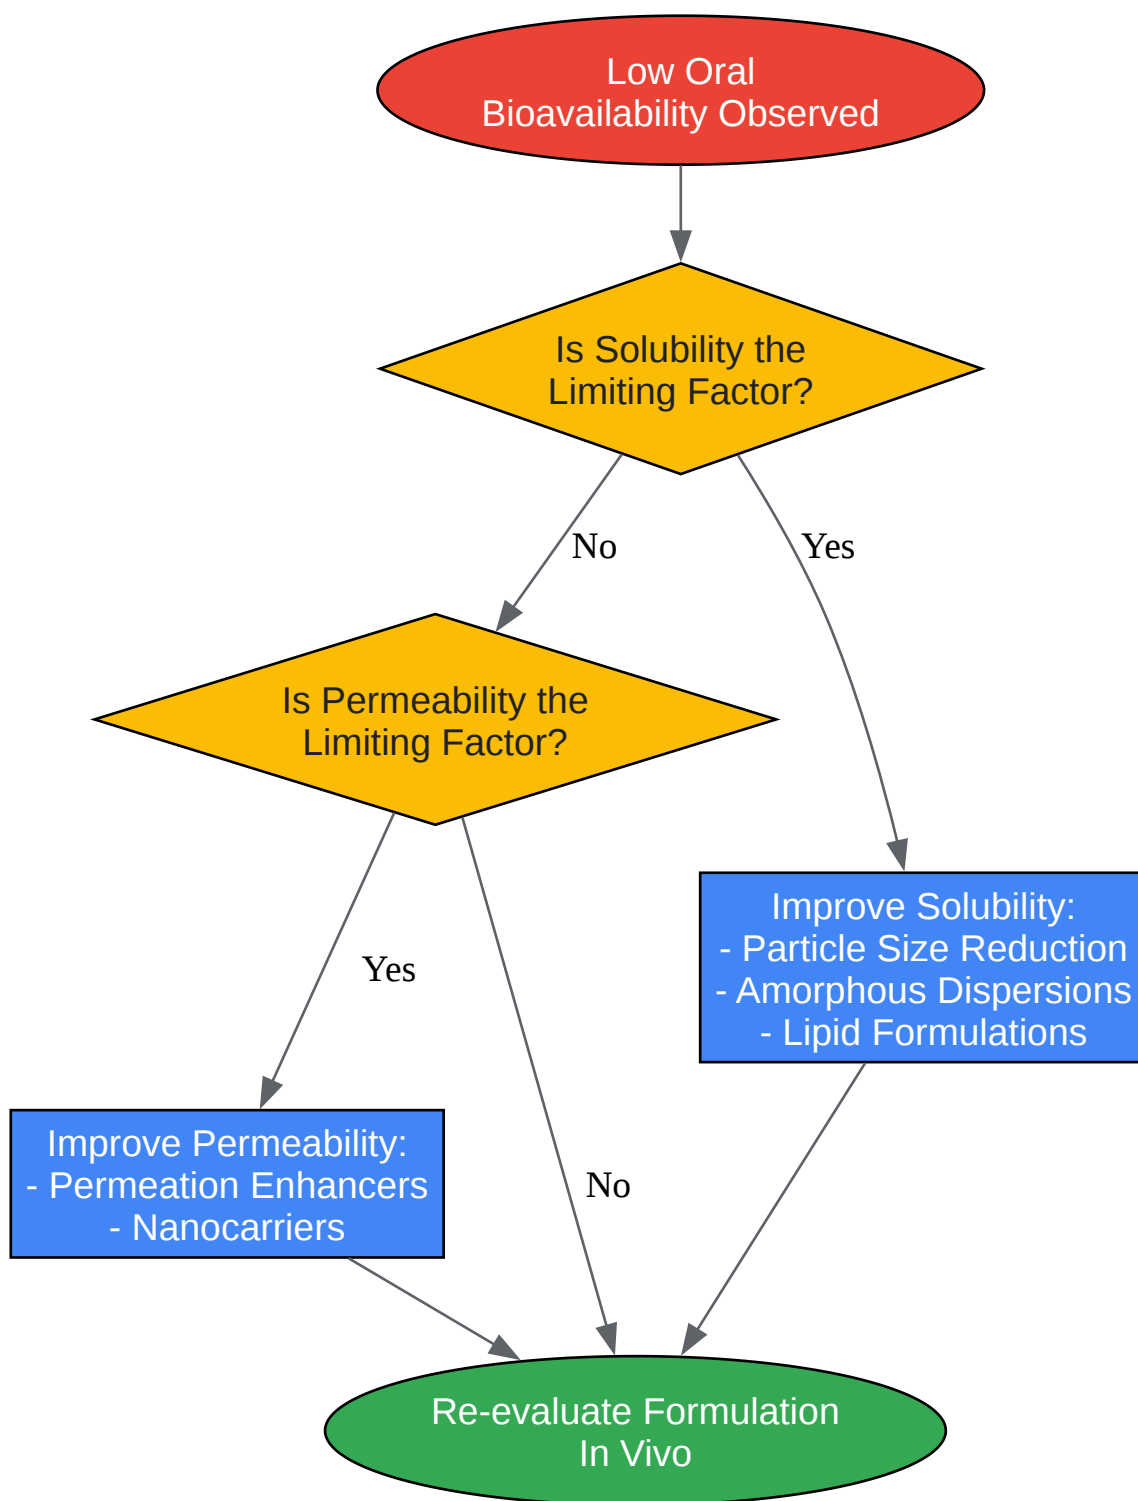 Low Oral
Bioavailability Observed
Is Solubility the
Limiting Factor?
No
Yes
Is Permeability the
Limiting Factor?
Improve Solubility:
- Particle Size Reduction
- Amorphous Dispersions
- Lipid Formulations
Yes
Improve Permeability:
- Permeation Enhancers
- Nanocarriers
No
Re-evaluate Formulation
In Vivo